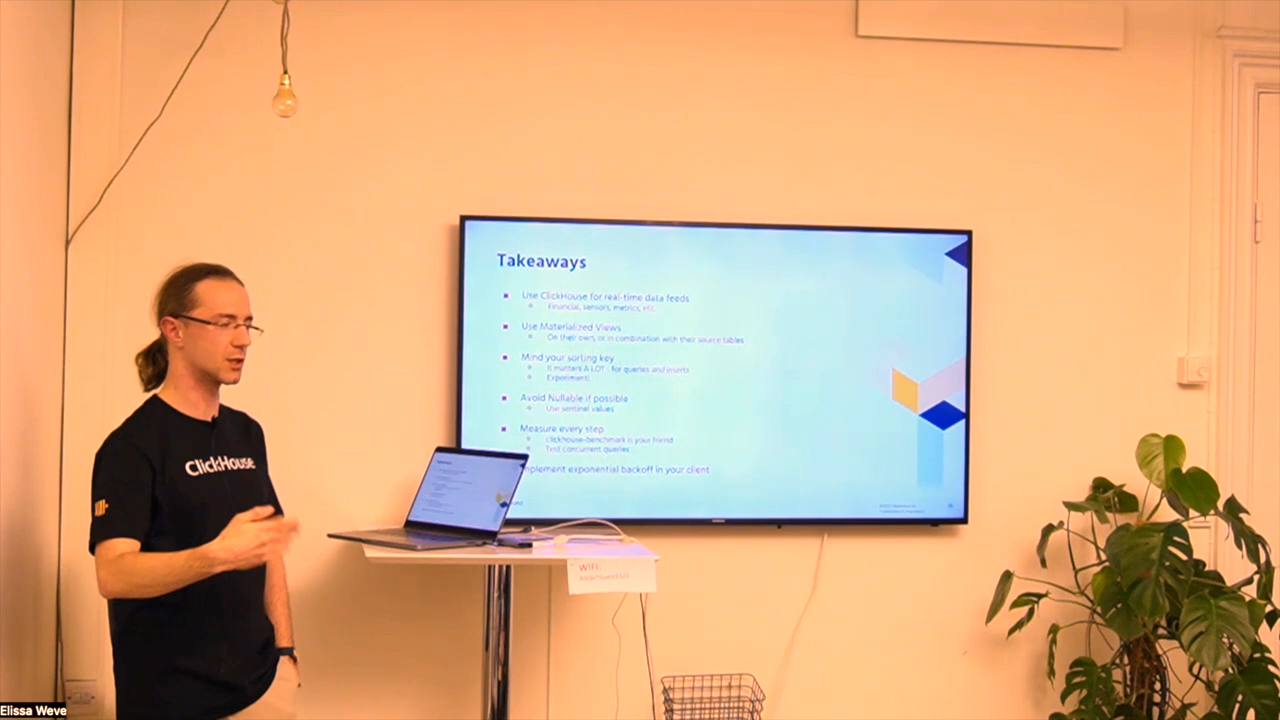 Takeaways
Use ClickHouse for real-time data feeds
Financial, sensors, metrics, etc.
Use Materialized Views
On their own, or in combination with their source tables
Mind your sorting key
It matters A LOT - for queries and inserts
Experiment!
Avoid Nullable if possible
Use sentinel values
Measure every step
clickhouse-benchmark is your friend
Test concurrent queries
Implement exponential backoff in your client
ClickHouse
WIFI:
Elissa Weve